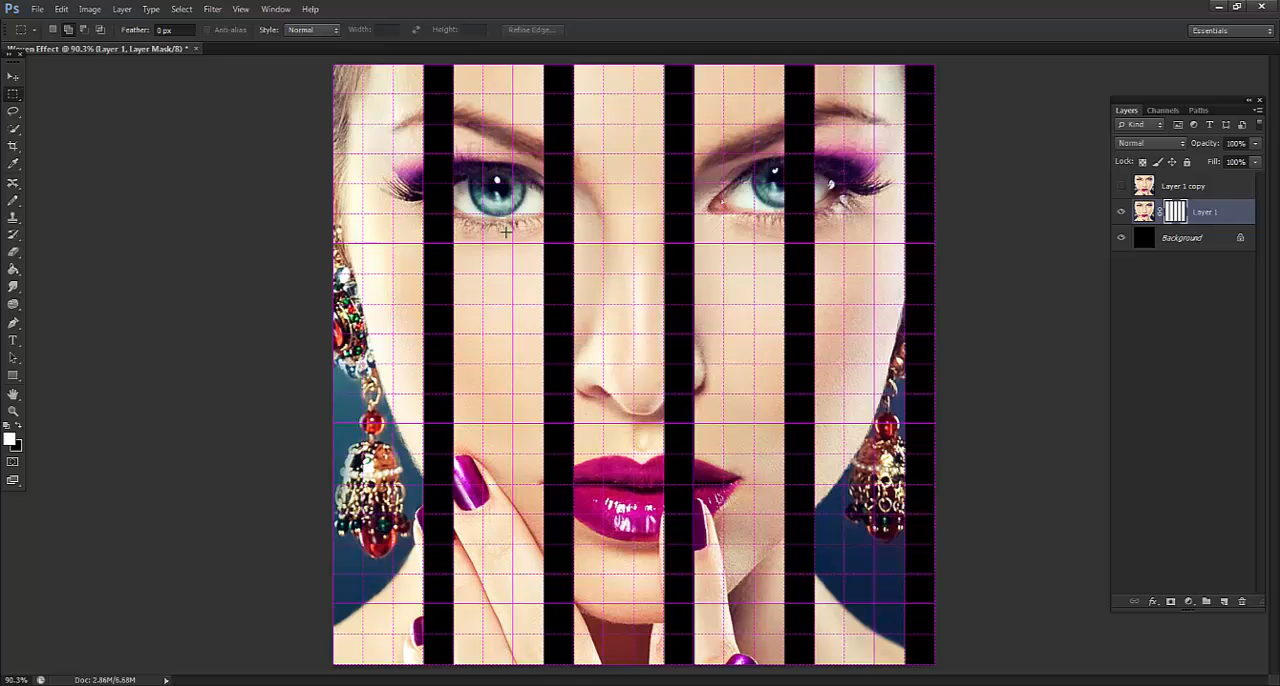 Ps File Edit Image Layer Type Select Filter View Window Help
Feather: 0 px Anti-alias Style: Normal Width: Height: Refine Edge... Essentials
Woven Effect @ 90.3% (Layer 1, Layer Mask/8) * ×
Layers Channels Paths
Kind
Normal Opacity: 100%
Lock: Fill: 100%
Layer 1 copy
Layer 1
Background
fx
90.3% Doc: 2.86M/6.68M